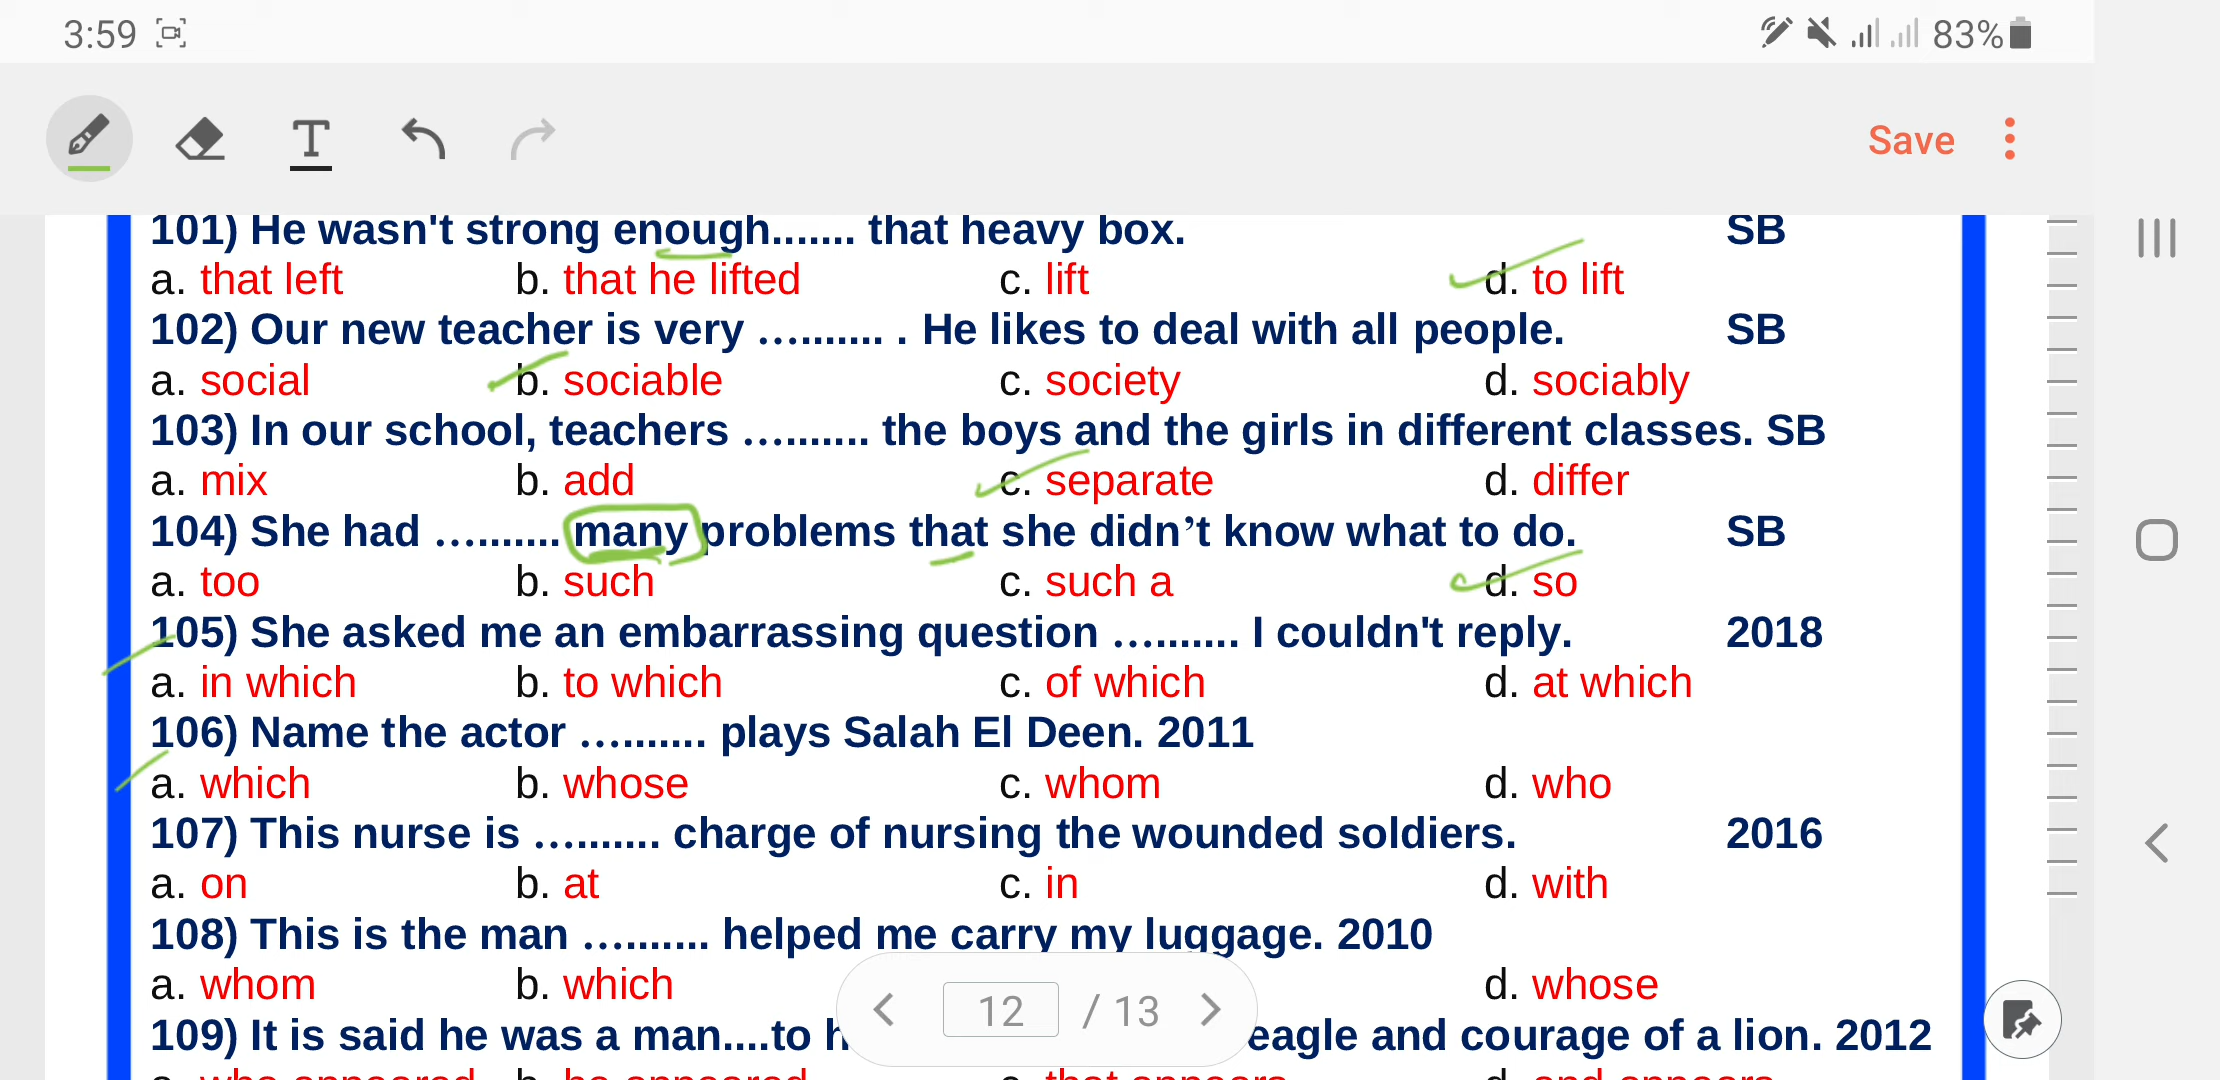 3:59 83%
T Save
101) He wasn't strong enough....... that heavy box. SB
a. that left b. that he lifted c. lift d. to lift
102) Our new teacher is very ….......  . He likes to deal with all people. SB
a. social b. sociable c. society d. sociably
103) In our school, teachers …....... the boys and the girls in different classes. SB
a. mix b. add c. separate d. differ
104) She had …....... many problems that she didn’t know what to do. SB
a. too b. such c. such a d. so
105) She asked me an embarrassing question …....... I couldn't reply. 2018
a. in which b. to which c. of which d. at which
106) Name the actor …....... plays Salah El Deen. 2011
a. which b. whose c. whom d. who
107) This nurse is …....... charge of nursing the wounded soldiers. 2016
a. on b. at c. in d. with
108) This is the man …....... helped me carry my luggage. 2010
a. whom b. which d. whose
12 / 13
109) It is said he was a man....to eagle and courage of a lion. 2012